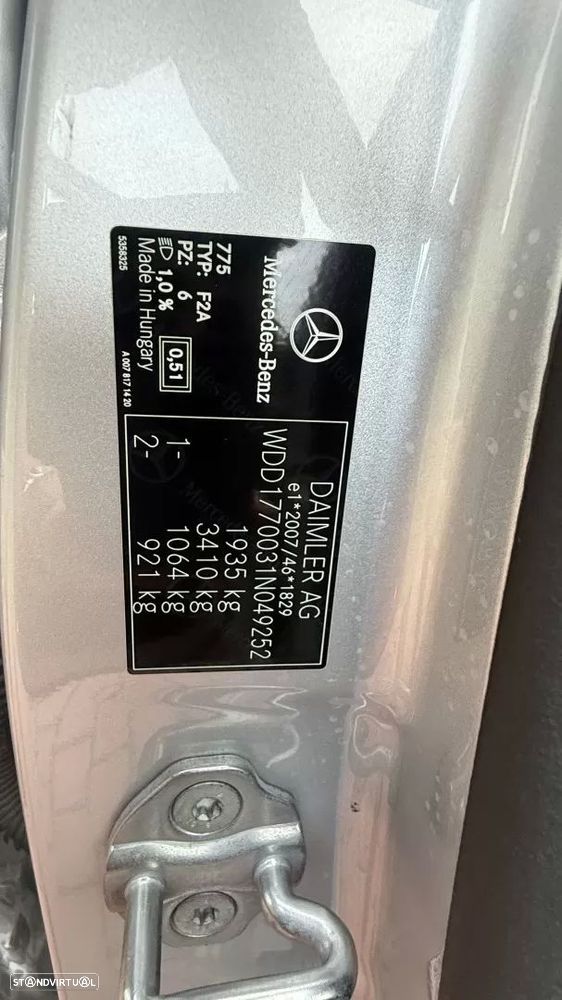 Mercedes-Benz
775
TYP: F2A
PZ: 6
1,0 %
0,51
Made in Hungary
5358325
A 007 817 14 20
DAIMLER AG
e1*2007/46*1829
WDD1770031N049252
1935 kg
3410 kg
1- 1064 kg
2- 921 kg
STANDVIRTUAL